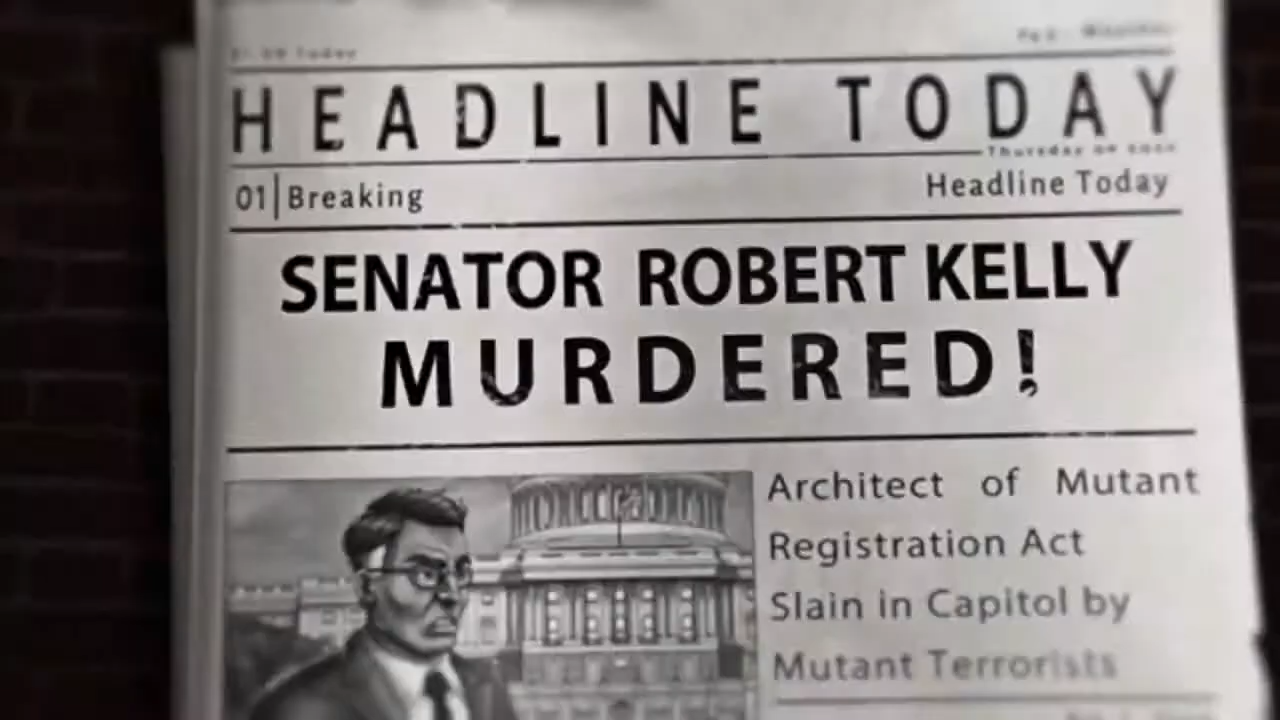 HEADLINE TODAY
01 Breaking
Headline Today
SENATOR ROBERT KELLY
MURDERED!
Architect of Mutant
Registration Act
Slain in Capitol by
Mutant Terrorists